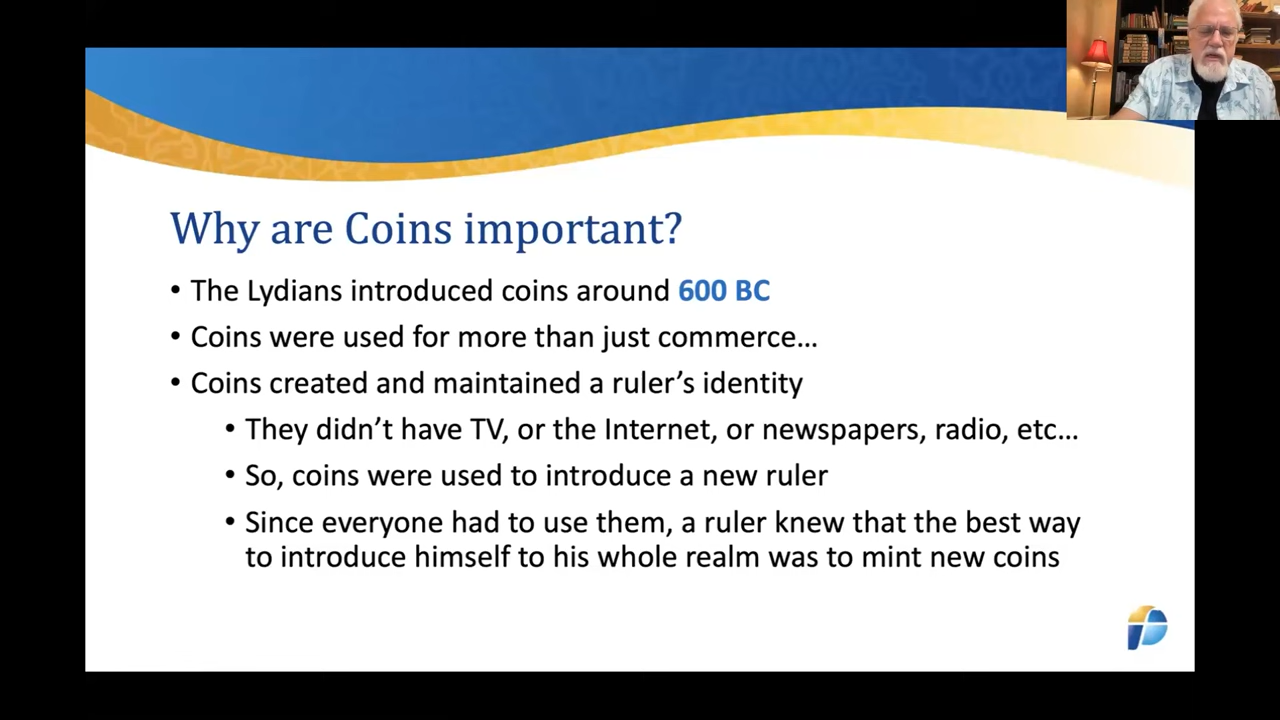 Why are Coins important?
• The Lydians introduced coins around 600 BC
• Coins were used for more than just commerce…
• Coins created and maintained a ruler’s identity
• They didn’t have TV, or the Internet, or newspapers, radio, etc…
• So, coins were used to introduce a new ruler
• Since everyone had to use them, a ruler knew that the best way
to introduce himself to his whole realm was to mint new coins